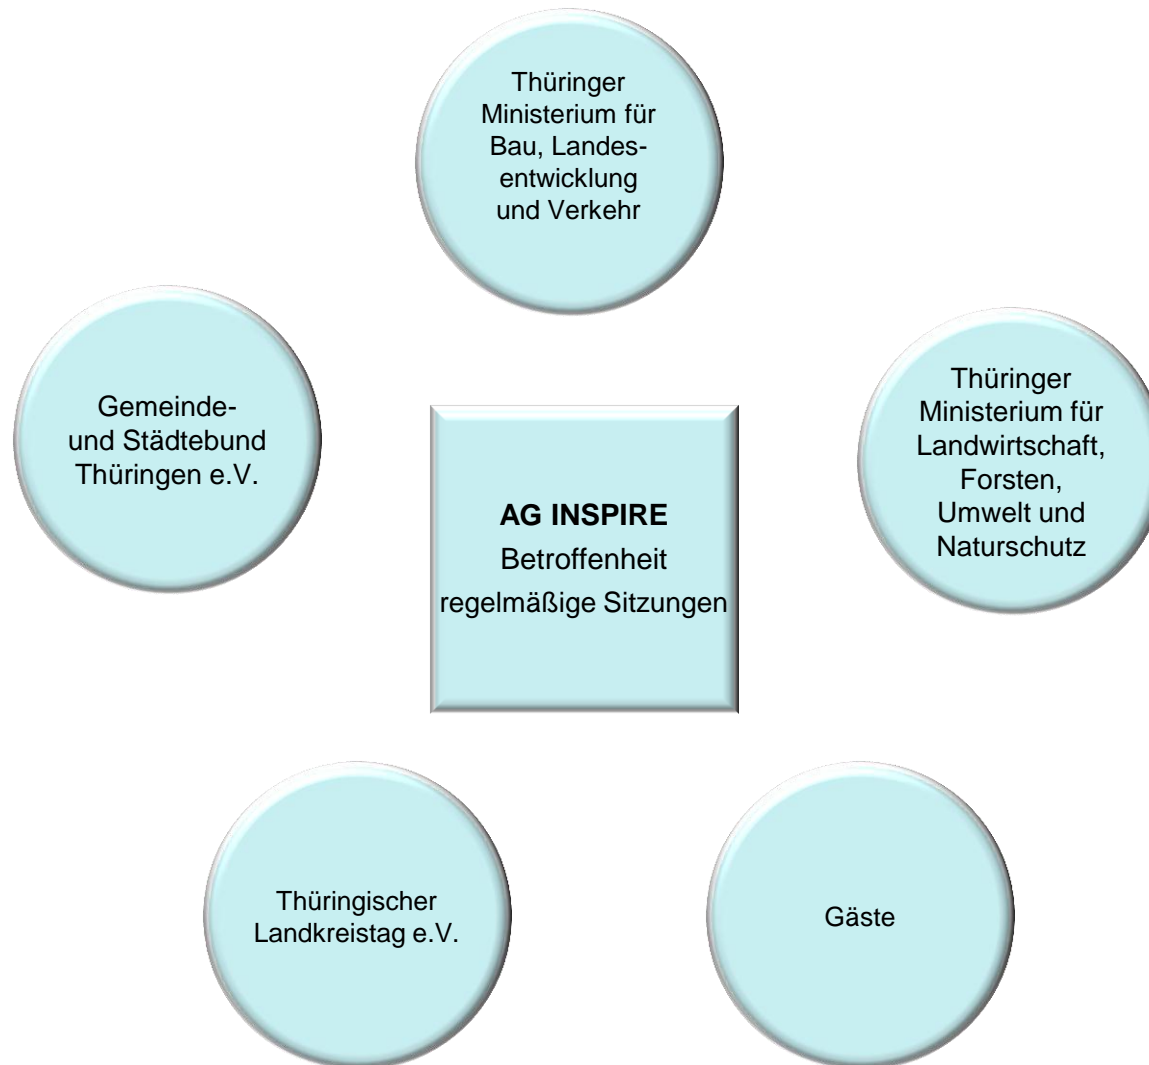 Thüringer
Ministerium für
Bau, Landes-
entwicklung
und Verkehr
Gemeinde-
und Städtebund
Thüringen e.V.
Thüringer
Ministerium für
Landwirtschaft,
Forsten,
Umwelt und
Naturschutz
AG INSPIRE
Betroffenheit
regelmäßige Sitzungen
Thüringischer
Landkreistag e.V.
Gäste